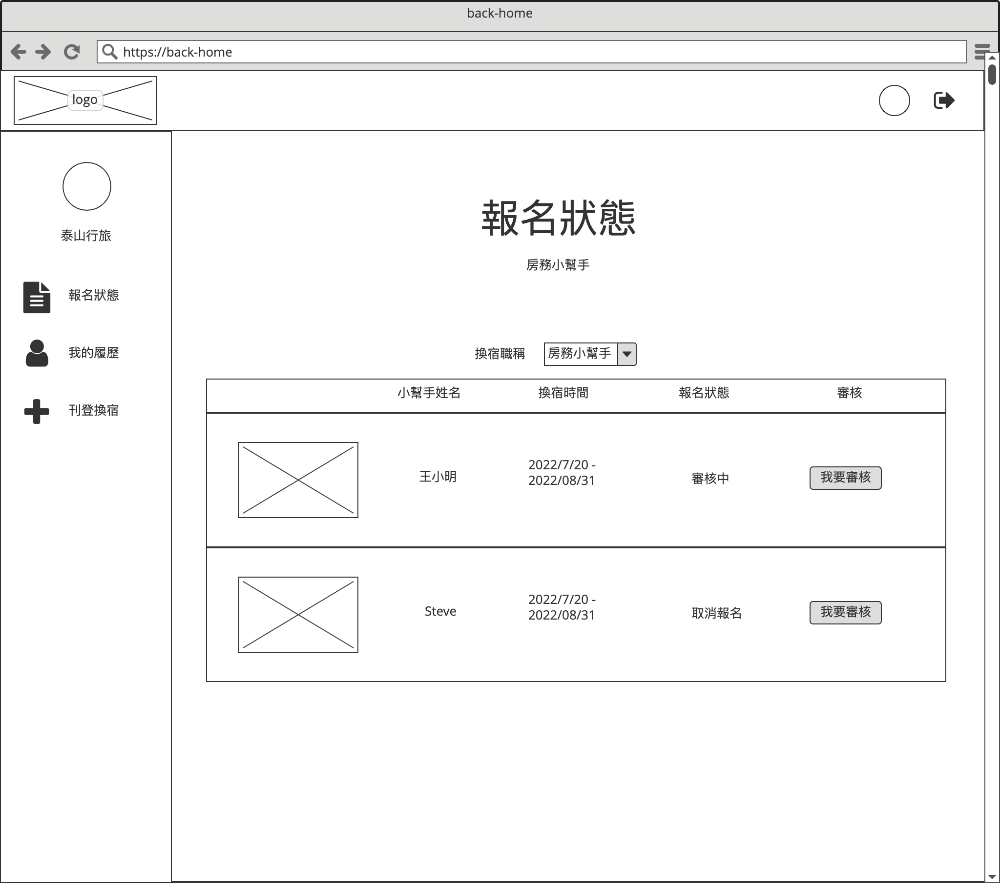 back-home
https://back-home
logo
泰山行旅
報名狀態
我的履歷
刊登換宿
報名狀態
房務小幫手
換宿職稱 房務小幫手
小幫手姓名 換宿時間 報名狀態 審核
王小明
2022/7/20 -
2022/08/31
審核中
我要審核
Steve
2022/7/20 -
2022/08/31
取消報名
我要審核